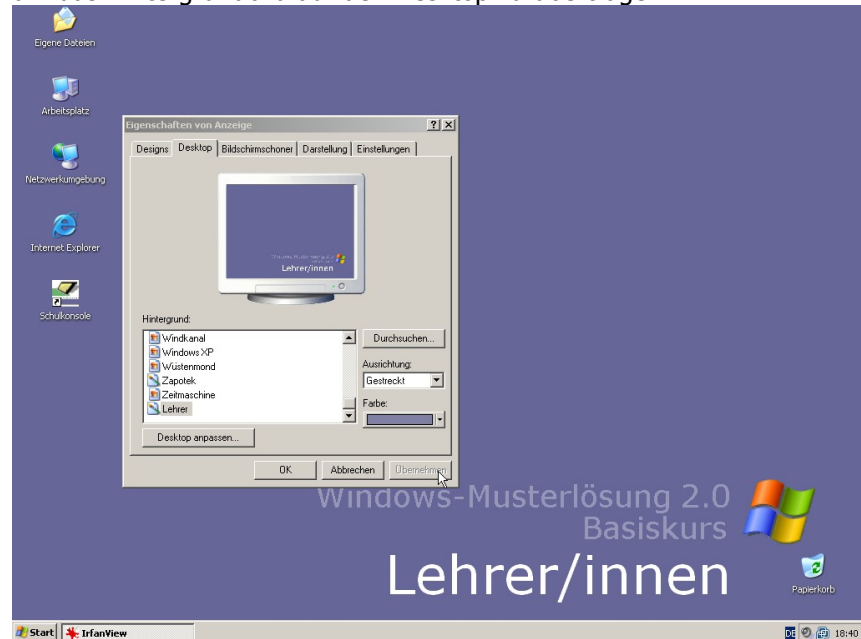 Eigene Dateien
Arbeitsplatz
Netzwerkumgebung
Internet Explorer
Schulkonsole
Eigenschaften von Anzeige
Designs Desktop Bildschirmschoner Darstellung Einstellungen
Lehrer/innen
Hintergrund:
Windkanal
Windows XP
Wüstenmond
Zapotek
Zeitmaschine
Lehrer
Durchsuchen...
Ausrichtung:
Gestreckt
Farbe:
Desktop anpassen...
OK Abbrechen Übernehmen
Windows-Musterlösung 2.0
Basiskurs
Lehrer/innen
Papierkorb
Start IrfanView DE 18:40